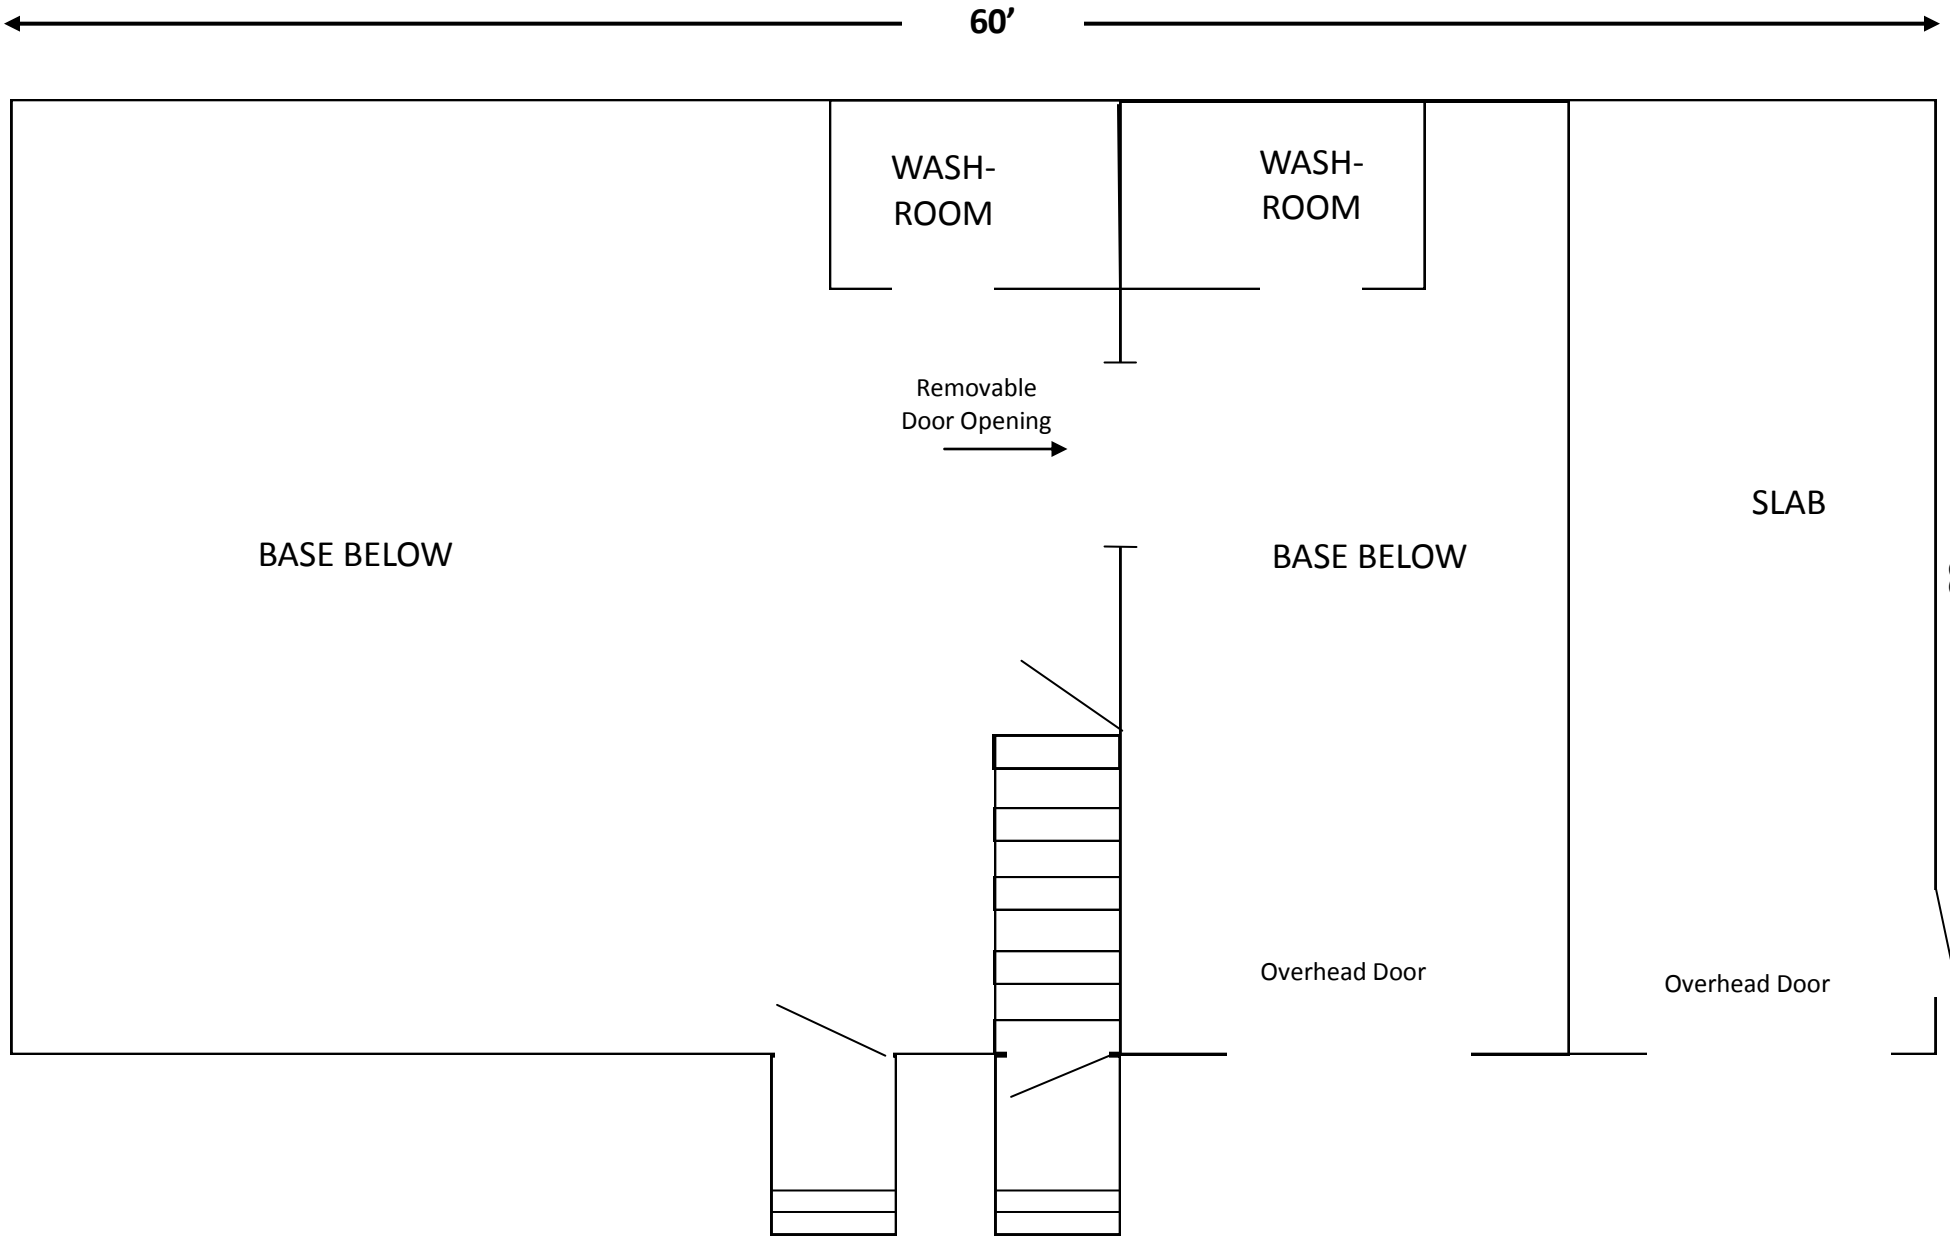 60’
WASH-
ROOM
WASH-
ROOM
Removable
Door Opening
SLAB
BASE BELOW
BASE BELOW
Overhead Door
Overhead Door